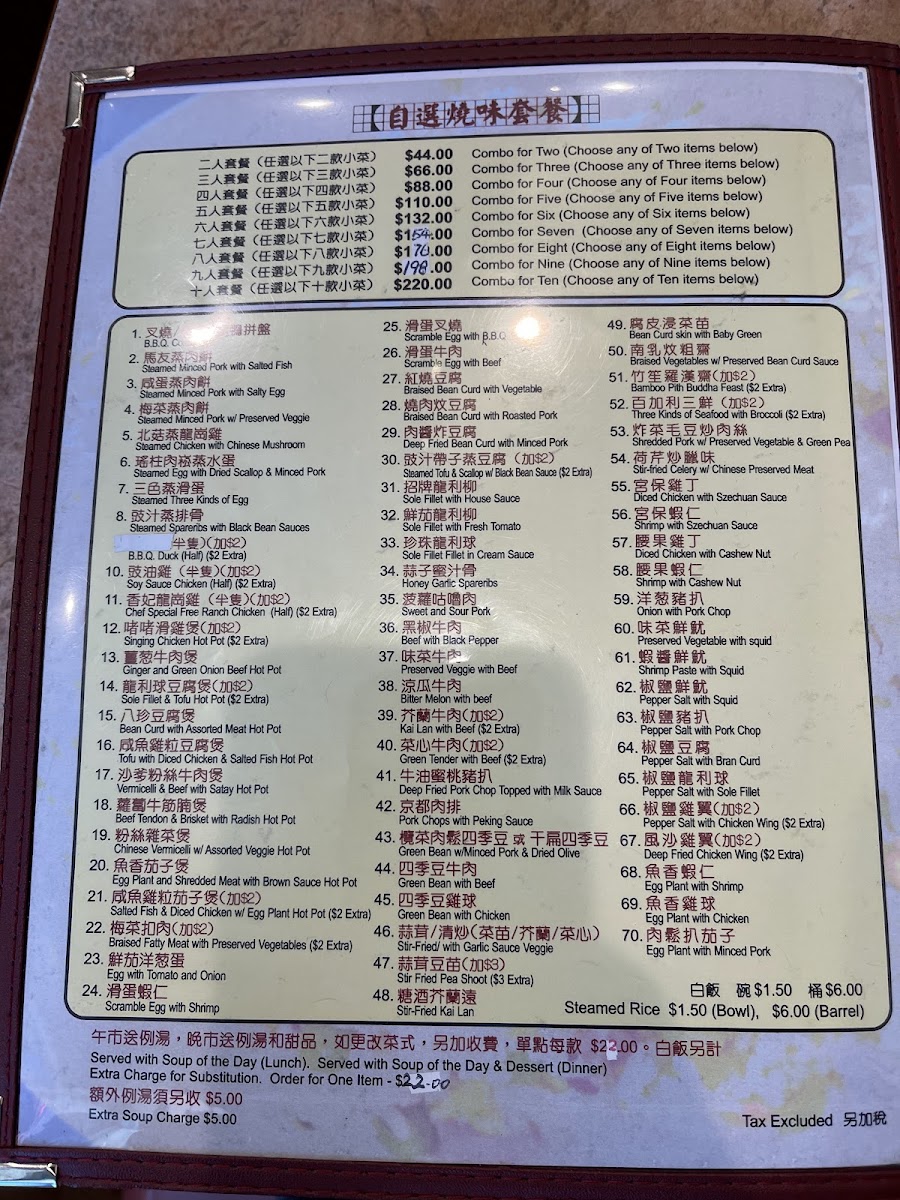 【自選燒味套餐】
二人套餐（任選以下二款小菜） $44.00 Combo for Two (Choose any of Two items below)
三人套餐（任選以下三款小菜） $66.00 Combo for Three (Choose any of Three items below)
四人套餐（任選以下四款小菜） $88.00 Combo for Four (Choose any of Four items below)
五人套餐（任選以下五款小菜） $110.00 Combo for Five (Choose any of Five items below)
六人套餐（任選以下六款小菜） $132.00 Combo for Six (Choose any of Six items below)
七人套餐（任選以下七款小菜） $154.00 Combo for Seven (Choose any of Seven items below)
八人套餐（任選以下八款小菜） $176.00 Combo for Eight (Choose any of Eight items below)
九人套餐（任選以下九款小菜） $198.00 Combo for Nine (Choose any of Nine items below)
十人套餐（任選以下十款小菜） $220.00 Combo for Ten (Choose any of Ten items below)
1. 叉燒/ 拼盤
B.B.Q.
2. 馬友蒸肉餅
Steamed Minced Pork with Salted Fish
3. 咸蛋蒸肉餅
Steamed Minced Pork with Salty Egg
4. 梅菜蒸肉餅
Steamed Minced Pork w/ Preserved Veggie
5. 北菇蒸龍崗雞
Steamed Chicken with Chinese Mushroom
6. 瑤柱肉崧蒸水蛋
Steamed Egg with Dried Scallop & Minced Pork
7. 三色蒸滑蛋
Steamed Three Kinds of Egg
8. 豉汁蒸排骨
Steamed Spareribs with Black Bean Sauces
半隻)(加$2)
B.B.Q. Duck (Half) ($2 Extra)
10. 豉油雞（半隻)(加$2)
Soy Sauce Chicken (Half) ($2 Extra)
11. 香妃龍崗雞（半隻)(加$2)
Chef Special Free Ranch Chicken (Half) ($2 Extra)
12. 啫啫滑雞煲(加$2)
Singing Chicken Hot Pot ($2 Extra)
13. 薑葱牛肉煲
Ginger and Green Onion Beef Hot Pot
14. 龍利球豆腐煲(加$2)
Sole Fillet & Tofu Hot Pot ($2 Extra)
15. 八珍豆腐煲
Bean Curd with Assorted Meat Hot Pot
16. 咸魚雞粒豆腐煲
Tofu with Diced Chicken & Salted Fish Hot Pot
17. 沙爹粉絲牛肉煲
Vermicelli & Beef with Satay Hot Pot
18. 蘿蔔牛筋腩煲
Beef Tendon & Brisket with Radish Hot Pot
19. 粉絲雜菜煲
Chinese Vermicelli w/ Assorted Veggie Hot Pot
20. 魚香茄子煲
Egg Plant and Shredded Meat with Brown Sauce Hot Pot
21. 咸魚雞粒茄子煲(加$2)
Salted Fish & Diced Chicken w/ Egg Plant Hot Pot ($2 Extra)
22. 梅菜扣肉(加$2)
Braised Fatty Meat with Preserved Vegetables ($2 Extra)
23. 鮮茄洋葱蛋
Egg with Tomato and Onion
24. 滑蛋蝦仁
Scramble Egg with Shrimp
25. 滑蛋叉燒
Scramble Egg with B.B.Q
26. 滑蛋牛肉
Scramble Egg with Beef
27. 紅燒豆腐
Braised Bean Curd with Vegetable
28. 燒肉炆豆腐
Braised Bean Curd with Roasted Pork
29. 肉醬炸豆腐
Deep Fried Bean Curd with Minced Pork
30. 豉汁帶子蒸豆腐（加$2)
Steamed Tofu & Scallop w/ Black Bean Sauce ($2 Extra)
31. 招牌龍利柳
Sole Fillet with House Sauce
32. 鮮茄龍利柳
Sole Fillet with Fresh Tomato
33. 珍珠龍利球
Sole Fillet Fillet in Cream Sauce
34. 蒜子蜜汁骨
Honey Garlic Spareribs
35. 菠蘿咕嚕肉
Sweet and Sour Pork
36. 黑椒牛肉
Beef with Black Pepper
37. 味菜牛肉
Preserved Veggie with Beef
38. 涼瓜牛肉
Bitter Melon with beef
39. 芥蘭牛肉(加$2)
Kai Lan with Beef ($2 Extra)
40. 菜心牛肉(加$2)
Green Tender with Beef ($2 Extra)
41. 牛油蜜桃豬扒
Deep Fried Pork Chop Topped with Milk Sauce
42. 京都肉排
Pork Chops with Peking Sauce
43. 欖菜肉鬆四季豆 或 干扁四季豆
Green Bean w/Minced Pork & Dried Olive
44. 四季豆牛肉
Green Bean with Beef
45. 四季豆雞球
Green Bean with Chicken
46. 蒜茸/清炒(菜苗/芥蘭/菜心)
Stir-Fried/ with Garlic Sauce Veggie
47. 蒜茸豆苗(加$3)
Stir Fried Pea Shoot ($3 Extra)
48. 糖酒芥蘭遠
Stir-Fried Kai Lan
49. 腐皮浸菜苗
Bean Curd skin with Baby Green
50. 南乳炆粗齋
Braised Vegetables w/ Preserved Bean Curd Sauce
51. 竹笙羅漢齋(加$2)
Bamboo Pith Buddha Feast ($2 Extra)
52. 百加利三鮮（加$2)
Three Kinds of Seafood with Broccoli ($2 Extra)
53. 炸菜毛豆炒肉絲
Shredded Pork w/ Preserved Vegetable & Green Pea
54. 荷芹炒臘味
Stir-fried Celery w/ Chinese Preserved Meat
55. 宮保雞丁
Diced Chicken with Szechuan Sauce
56. 宮保蝦仁
Shrimp with Szechuan Sauce
57. 腰果雞丁
Diced Chicken with Cashew Nut
58. 腰果蝦仁
Shrimp with Cashew Nut
59. 洋葱豬扒
Onion with Pork Chop
60. 味菜鮮魷
Preserved Vegetable with squid
61. 蝦醬鮮魷
Shrimp Paste with Squid
62. 椒鹽鮮魷
Pepper Salt with Squid
63. 椒鹽豬扒
Pepper Salt with Pork Chop
64. 椒鹽豆腐
Pepper Salt with Bran Curd
65. 椒鹽龍利球
Pepper Salt with Sole Fillet
66. 椒鹽雞翼(加$2)
Pepper Salt with Chicken Wing ($2 Extra)
67. 風沙雞翼(加$2)
Deep Fried Chicken Wing ($2 Extra)
68. 魚香蝦仁
Egg Plant with Shrimp
69. 魚香雞球
Egg Plant with Chicken
70. 肉鬆扒茄子
Egg Plant with Minced Pork
白飯 碗$1.50 桶$6.00
Steamed Rice $1.50 (Bowl), $6.00 (Barrel)
午市送例湯，晚市送例湯和甜品，如更改菜式，另加收費，單點每款 $22.00。白飯另計
Served with Soup of the Day (Lunch). Served with Soup of the Day & Dessert (Dinner)
Extra Charge for Substitution. Order for One Item - $22.00
額外例湯須另收 $5.00
Extra Soup Charge $5.00
Tax Excluded 另加稅